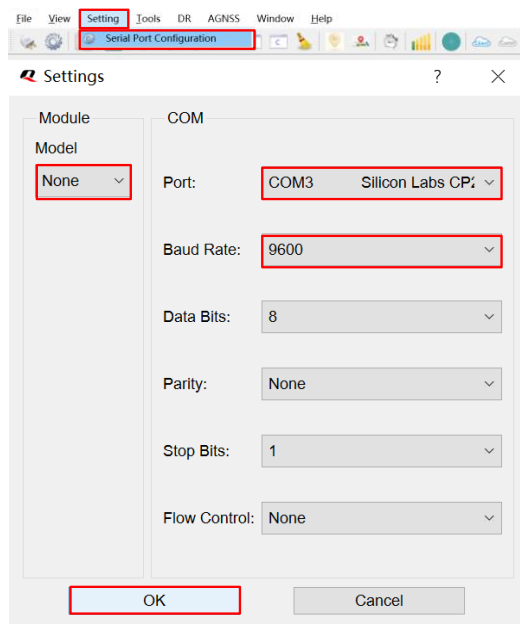 File View Setting Tools DR AGNSS Window Help
Serial Port Configuration
Settings ? ×
Module
Model
None
COM
Port: COM3 Silicon Labs CP2
Baud Rate: 9600
Data Bits: 8
Parity: None
Stop Bits: 1
Flow Control: None
OK Cancel